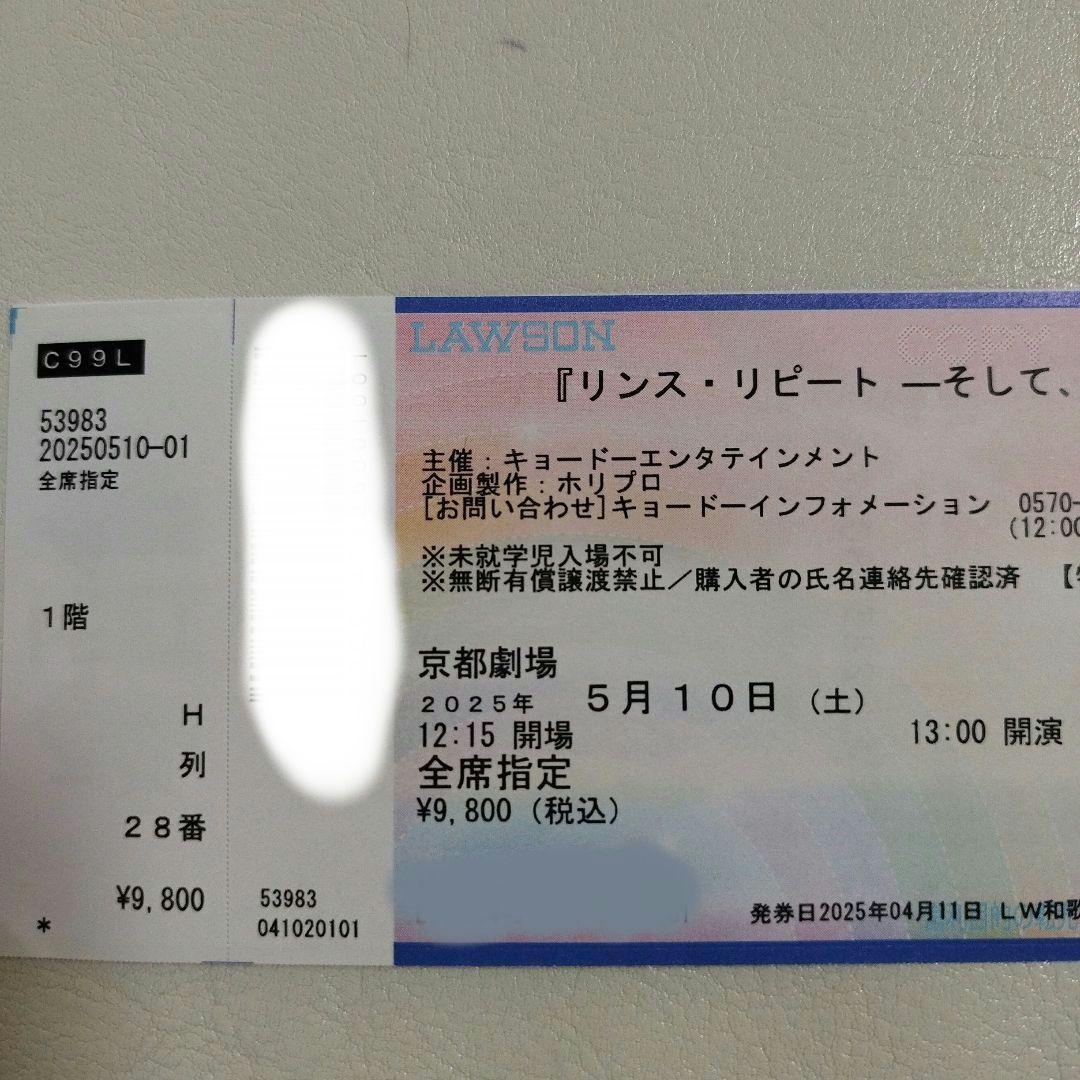 C99L
53983
20250510-01
全席指定
1階
H
列
28番
¥9,800
*
53983
041020101
LAWSON
『リンス・リピート ―そして、
主催:キョードーエンタテインメント
企画製作:ホリプロ
[お問い合わせ]キョードーインフォメーション 0570-
(12:00
※未就学児入場不可
※無断有償譲渡禁止/購入者の氏名連絡先確認済 【
京都劇場
2025年 5月10日 (土)
12:15 開場 13:00 開演
全席指定
¥9,800 (税込)
発券日2025年04月11日 LW和歌